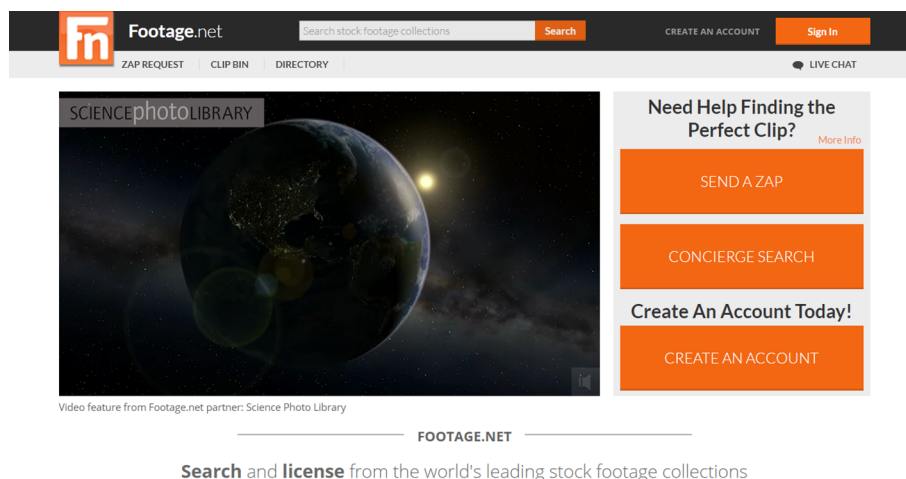 Fn
Footage.net
Search stock footage collections
Search
CREATE AN ACCOUNT
Sign In
ZAP REQUEST
CLIP BIN
DIRECTORY
LIVE CHAT
SCIENCEphotoLIBRARY
Need Help Finding the
Perfect Clip?
More Info
SEND A ZAP
CONCIERGE SEARCH
Create An Account Today!
CREATE AN ACCOUNT
Video feature from Footage.net partner: Science Photo Library
FOOTAGE.NET
Search and license from the world's leading stock footage collections